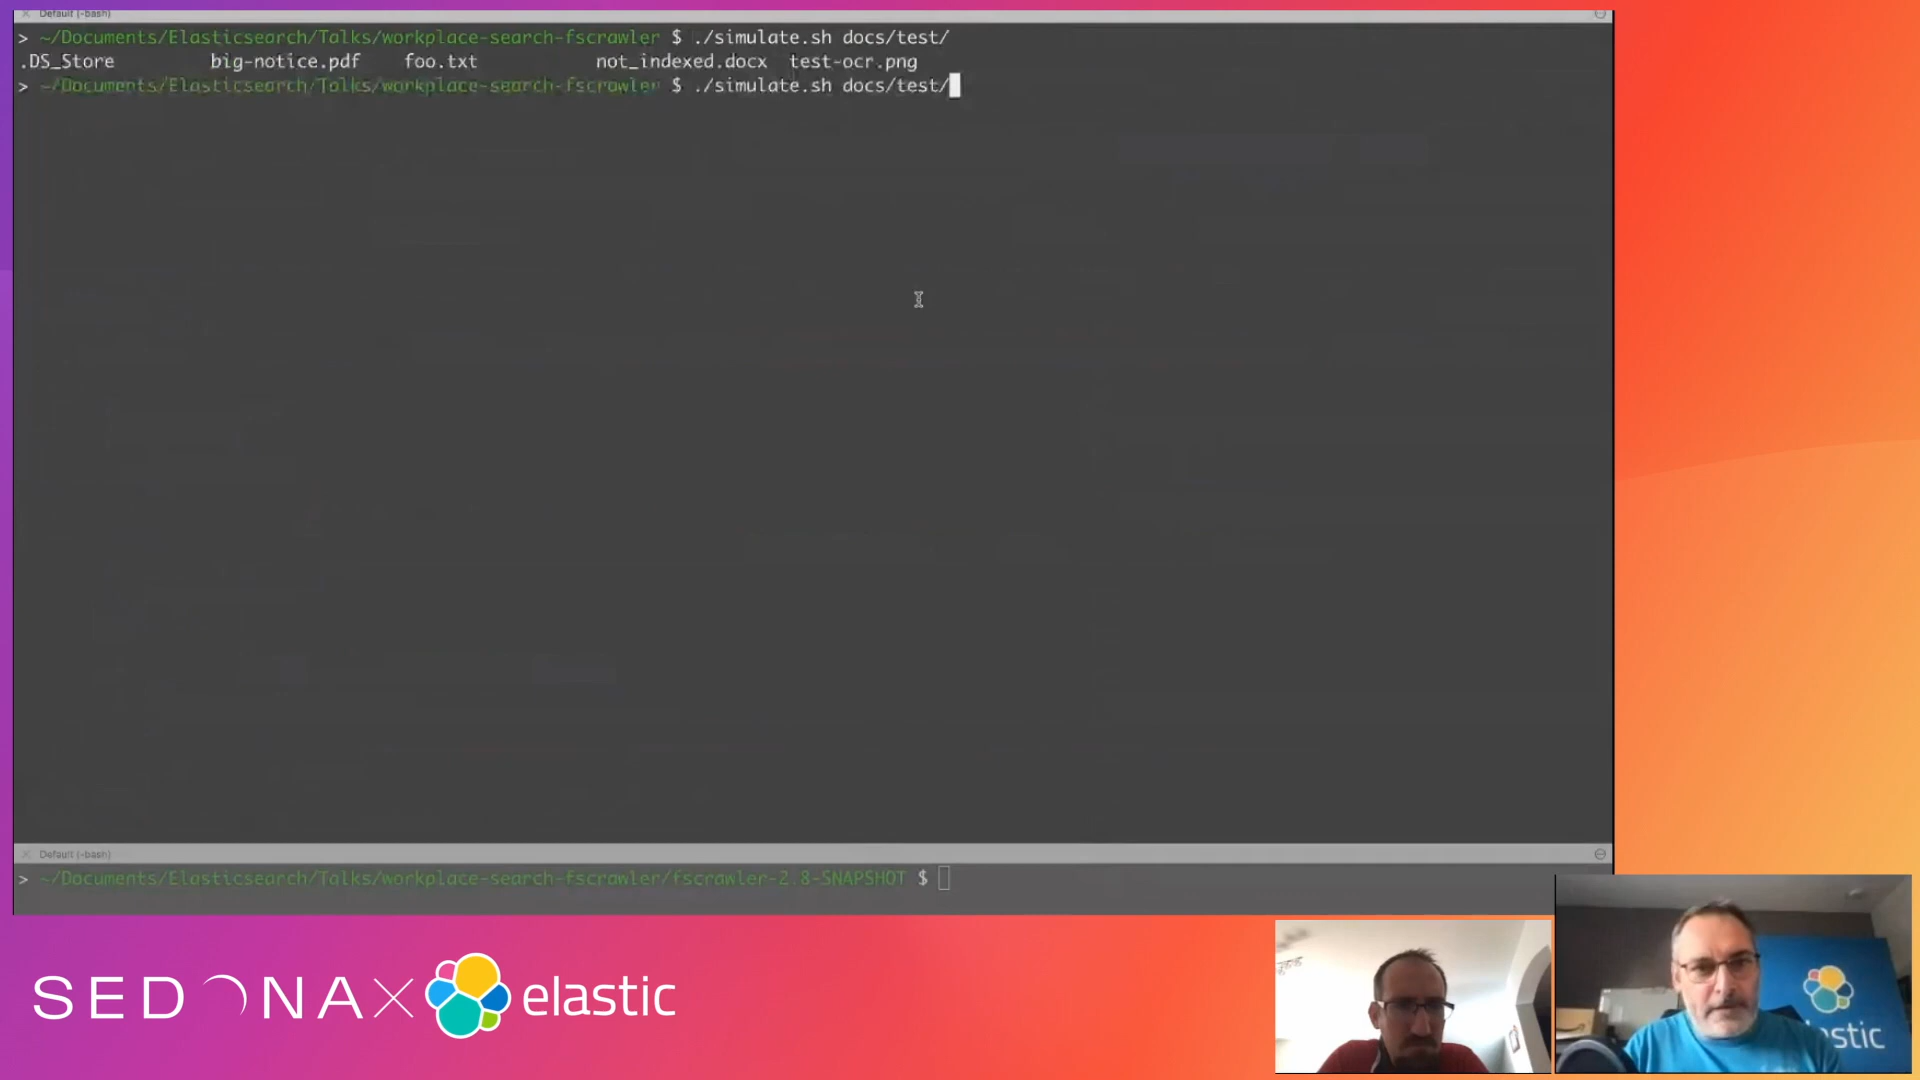 Default (-bash)
> ~/Documents/Elasticsearch/Talks/workplace-search-fscrawler $ ./simulate.sh docs/test/
.DS_Store big-notice.pdf foo.txt not_indexed.docx test-ocr.png
> ~/Documents/Elasticsearch/Talks/workplace-search-fscrawler $ ./simulate.sh docs/test/
Default (-bash)
> ~/Documents/Elasticsearch/Talks/workplace-search-fscrawler/fscrawler-2.8-SNAPSHOT $
SEDONA X elastic
elastic